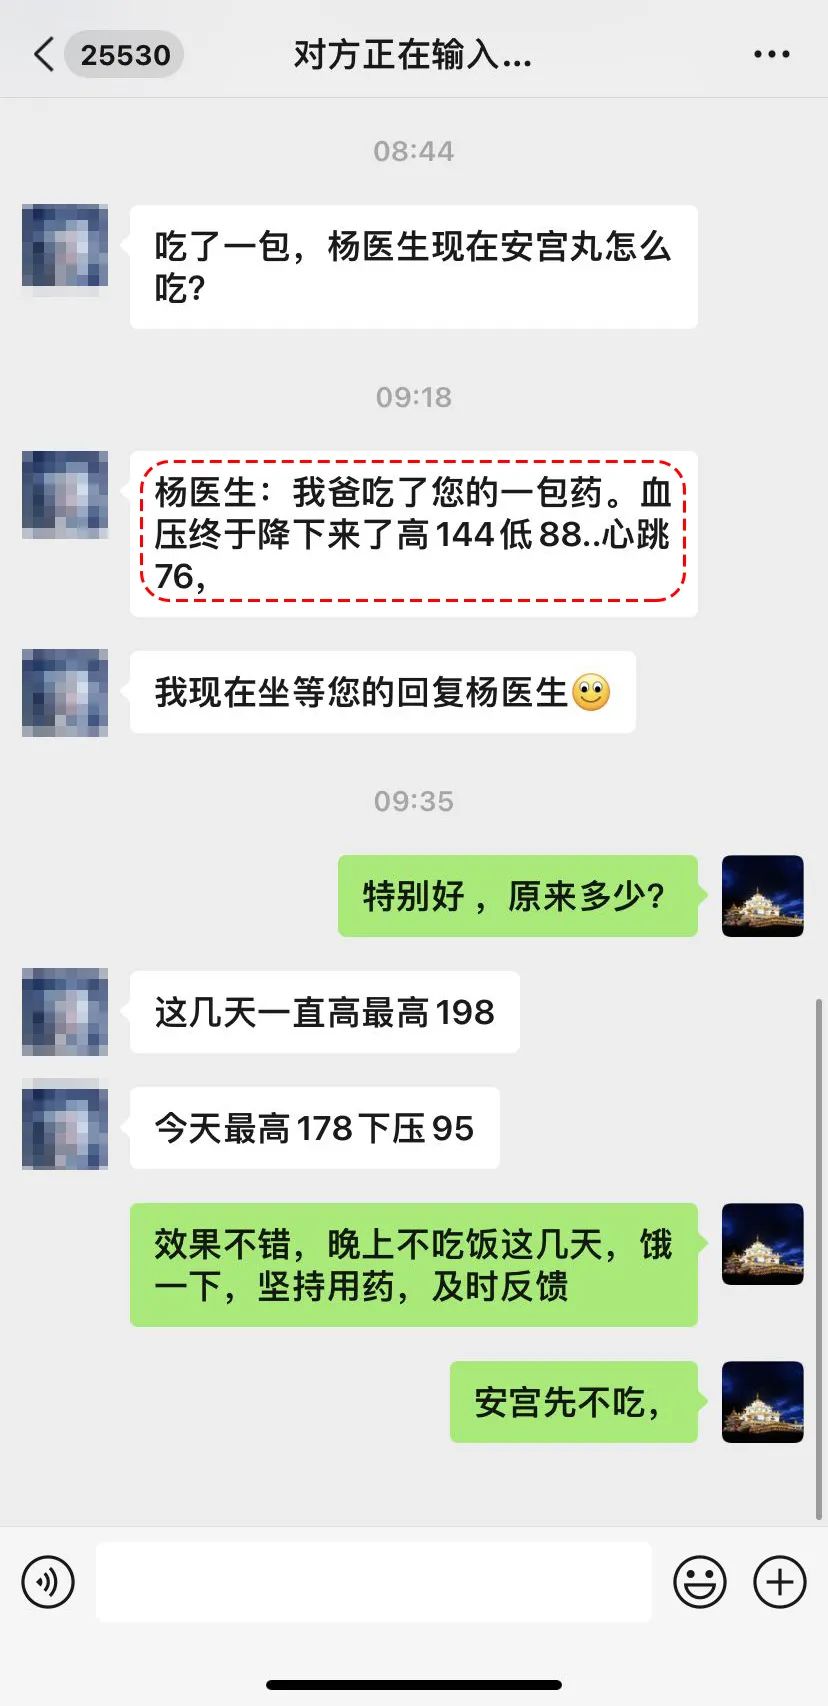 25530
对方正在输入...
08:44
吃了一包，杨医生现在安宫丸怎么
吃?
09:18
杨医生：我爸吃了您的一包药。血
压终于降下来了高144低88..心跳
76，
我现在坐等您的回复杨医生
09:35
特别好 ，原来多少?
这几天一直高最高198
今天最高178下压95
效果不错，晚上不吃饭这几天，饿
一下，坚持用药，及时反馈
安宫先不吃，